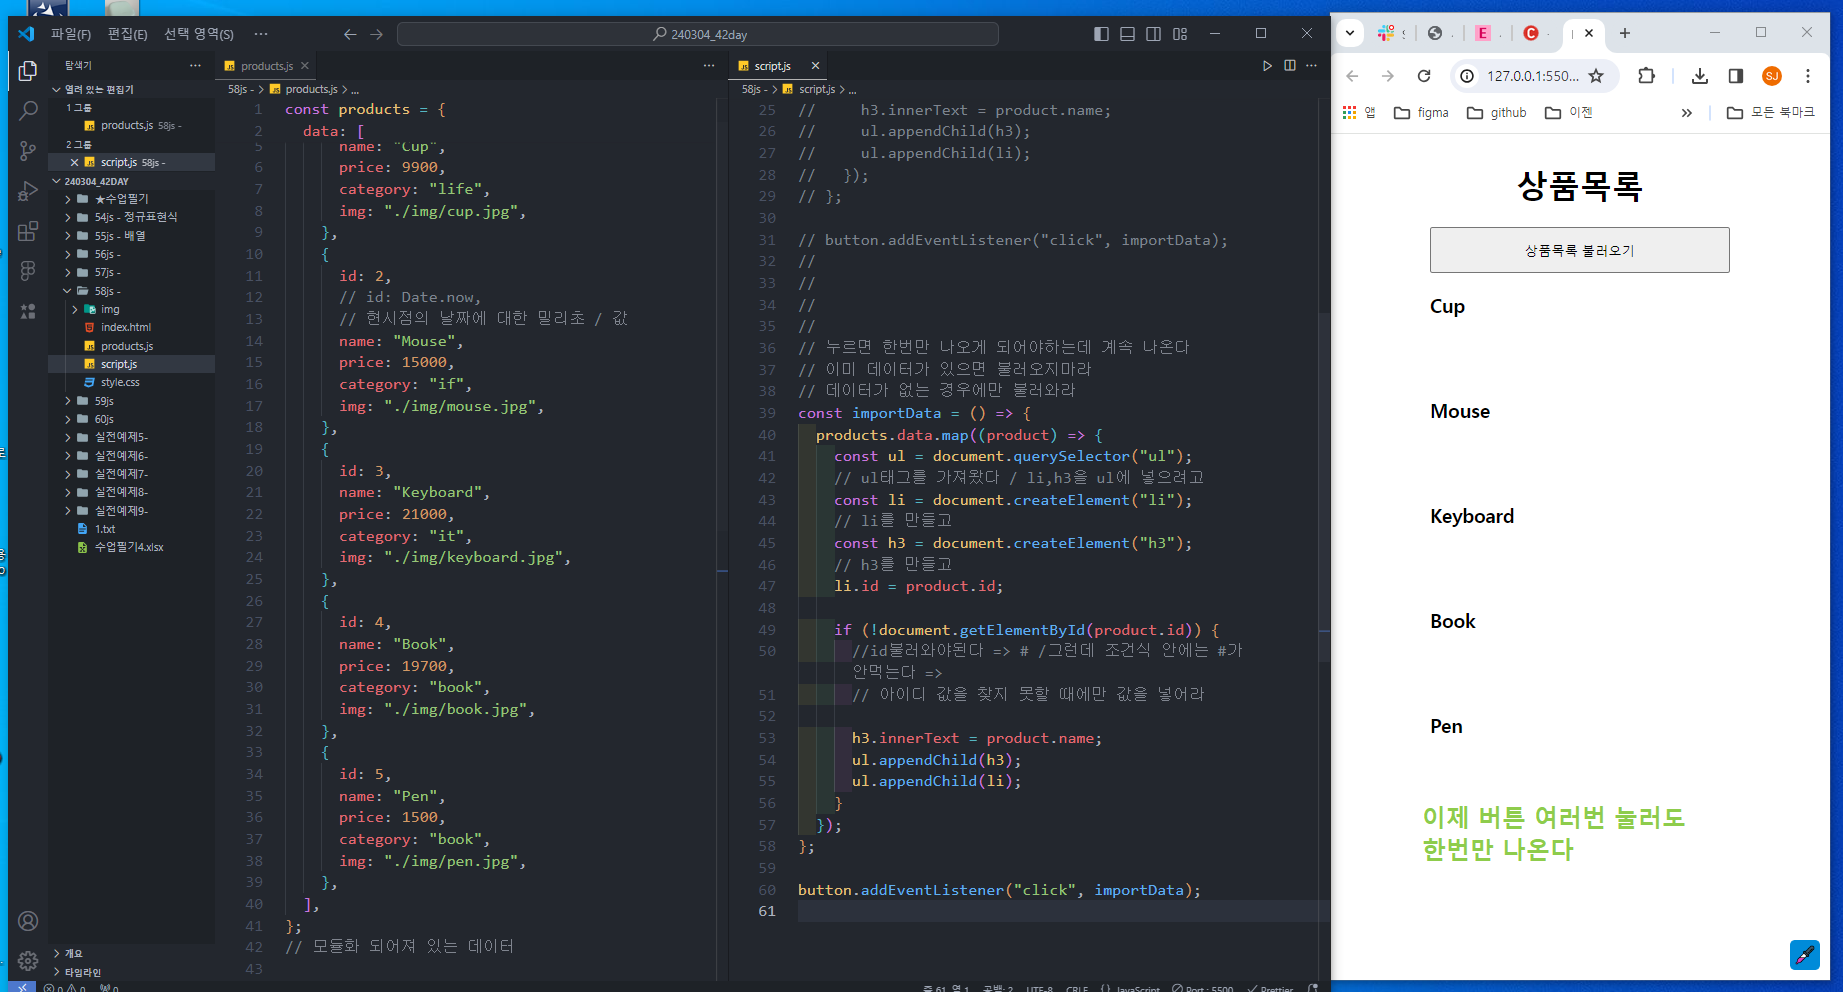 파일(F) 편집(E) 선택 영역(S) ···
240304_42day
탐색기
열려 있는 편집기
1 그룹
products.js 58js -
2 그룹
script.js 58js -
240304_42DAY
★수업필기
54js - 정규표현식
55js - 배열
56js -
57js -
58js -
img
index.html
products.js
script.js
style.css
59js
60js
실전예제5-
실전예제6-
실전예제7-
실전예제8-
실전예제9-
1.txt
수업필기4.xlsx
개요
타임라인
products.js
58js - > products.js > ...
1 const products = {
2 data: [
5 name: "Cup",
6 price: 9900,
7 category: "life",
8 img: "./img/cup.jpg",
9 },
10 {
11 id: 2,
12 // id: Date.now,
13 // 현시점의 날짜에 대한 밀리초 / 값
14 name: "Mouse",
15 price: 15000,
16 category: "if",
17 img: "./img/mouse.jpg",
18 },
19 {
20 id: 3,
21 name: "Keyboard",
22 price: 21000,
23 category: "it",
24 img: "./img/keyboard.jpg",
25 },
26 {
27 id: 4,
28 name: "Book",
29 price: 19700,
30 category: "book",
31 img: "./img/book.jpg",
32 },
33 {
34 id: 5,
35 name: "Pen",
36 price: 1500,
37 category: "book",
38 img: "./img/pen.jpg",
39 },
40 ],
41 };
42 // 모듈화 되어져 있는 데이터
43
script.js
58js - > script.js > ...
25 // h3.innerText = product.name;
26 // ul.appendChild(h3);
27 // ul.appendChild(li);
28 // });
29 // };
30
31 // button.addEventListener("click", importData);
32 //
33 //
34 //
35 //
36 // 누르면 한번만 나오게 되어야하는데 계속 나온다
37 // 이미 데이터가 있으면 불러오지마라
38 // 데이터가 없는 경우에만 불러와라
39 const importData = () => {
40 products.data.map((product) => {
41 const ul = document.querySelector("ul");
42 // ul태그를 가져왔다 / li,h3을 ul에 넣으려고
43 const li = document.createElement("li");
44 // li를 만들고
45 const h3 = document.createElement("h3");
46 // h3를 만들고
47 li.id = product.id;
48
49 if (!document.getElementById(product.id)) {
50 //id불러와야된다 => # /그런데 조건식 안에는 #가
안먹는다 =>
51 // 아이디 값을 찾지 못할 때에만 값을 넣어라
52
53 h3.innerText = product.name;
54 ul.appendChild(h3);
55 ul.appendChild(li);
56 }
57 });
58 };
59
60 button.addEventListener("click", importData);
61
0 0 0
줄 61, 열 1 공백: 2 UTF-8 CRLF {} JavaScript Port : 5500 Prettier
127.0.0.1:550...
SJ
앱 figma github 이젠 » 모든 북마크
상품목록
상품목록 불러오기
Cup
Mouse
Keyboard
Book
Pen
이제 버튼 여러번 눌러도
한번만 나온다